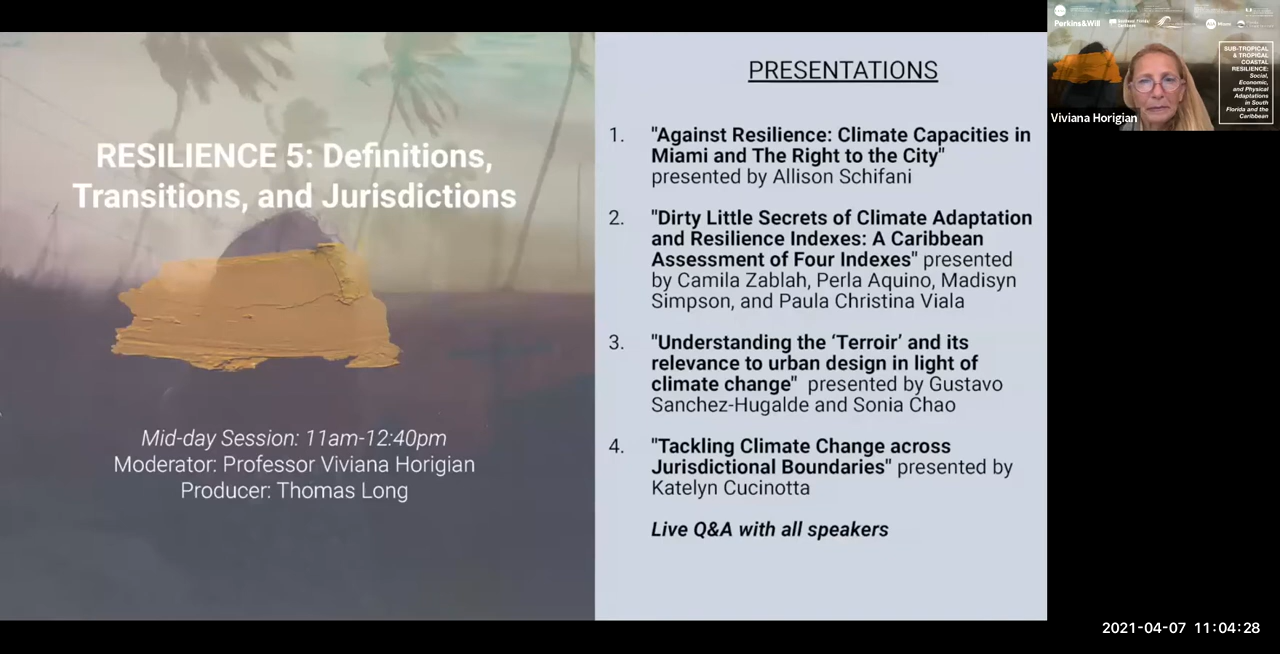 RESILIENCE 5: Definitions,
Transitions, and Jurisdictions
Mid-day Session: 11am-12:40pm
Moderator: Professor Viviana Horigian
Producer: Thomas Long
PRESENTATIONS
1. "Against Resilience: Climate Capacities in
Miami and The Right to the City"
presented by Allison Schifani
2. "Dirty Little Secrets of Climate Adaptation
and Resilience Indexes: A Caribbean
Assessment of Four Indexes" presented
by Camila Zablah, Perla Aquino, Madisyn
Simpson, and Paula Christina Viala
3. "Understanding the ‘Terroir’ and its
relevance to urban design in light of
climate change" presented by Gustavo
Sanchez-Hugalde and Sonia Chao
4. "Tackling Climate Change across
Jurisdictional Boundaries" presented by
Katelyn Cucinotta
Live Q&A with all speakers
Perkins&Will
SUB-TROPICAL
& TROPICAL
COASTAL
RESILIENCE:
Social,
Economic,
and Physical
Adaptations
in South
Florida and the
Caribbean
Viviana Horigian
2021-04-07 11:04:28